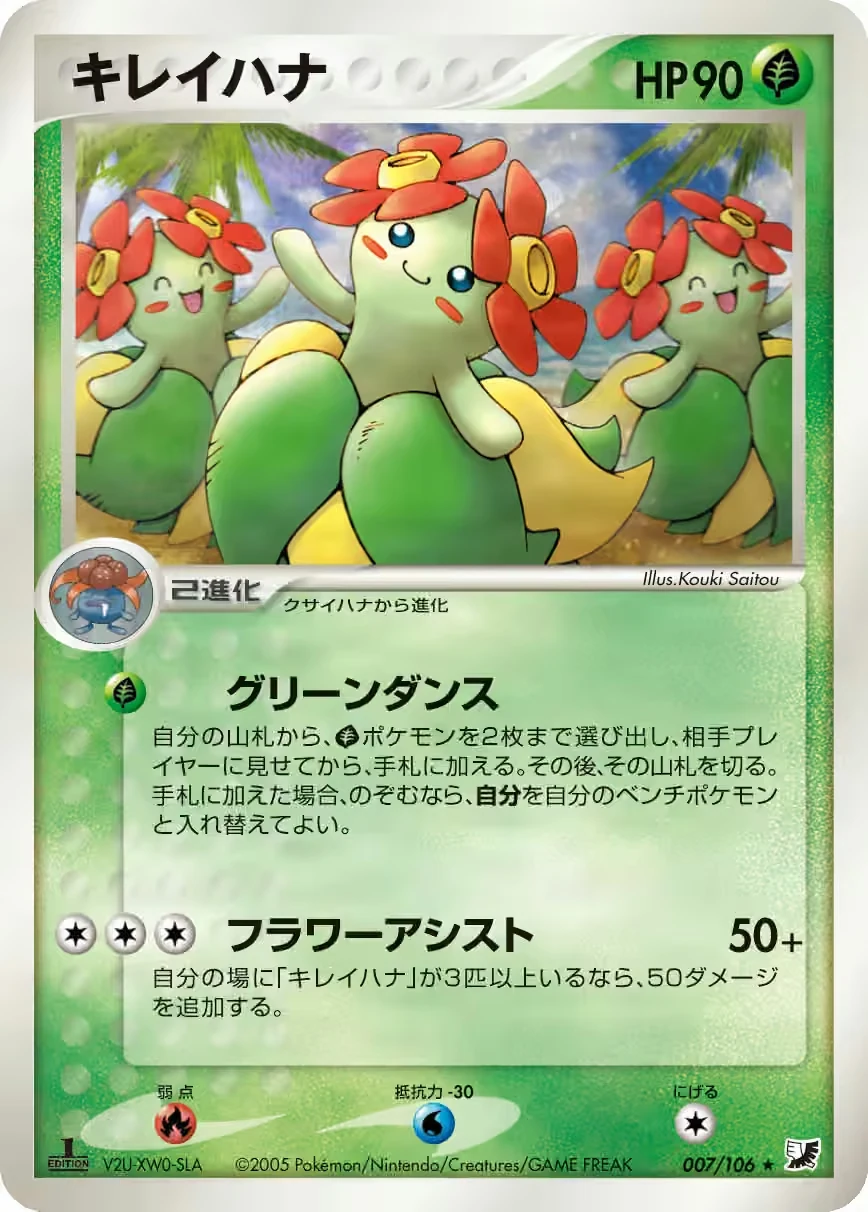 キレイハナ HP90
Illus.Kouki Saitou
2進化
クサイハナから進化
グリーンダンス
自分の山札から、ポケモンを2枚まで選び出し、相手プレ
イヤーに見せてから、手札に加える。その後、その山札を切る。
手札に加えた場合、のぞむなら、自分を自分のベンチポケモン
と入れ替えてよい。
フラワーアシスト 50+
自分の場に「キレイハナ」が3匹以上いるなら、50ダメージ
を追加する。
弱点 抵抗力 -30 にげる
1 EDITION V2U-XW0-SLA ©2005 Pokémon/Nintendo/Creatures/GAME FREAK 007/106 ★